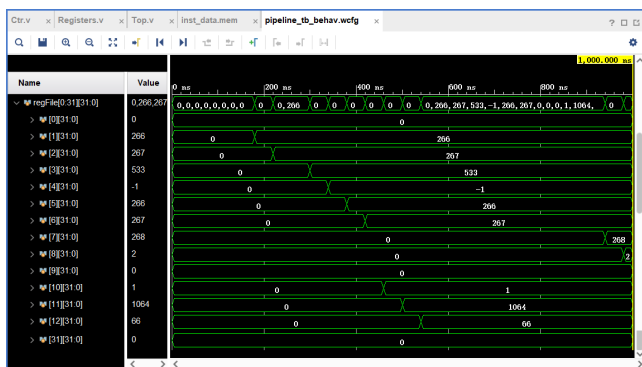 Ctr.v × Registers.v × Top.v × inst_data.mem × pipeline_tb_behav.wcfg ×
1,000.000 ns
Name Value 0 ns 200 ns 400 ns 600 ns 800 ns
regFile[0:31][31:0] 0,266,267 0,0,0,0,0,0,0,0 0 0,266 0 0 0 0 0 0 0,266,267,533,-1,266,267,0,0,0,1,1064, 0
[0][31:0] 0 0
[1][31:0] 266 0 266
[2][31:0] 267 0 267
[3][31:0] 533 0 533
[4][31:0] -1 0 -1
[5][31:0] 266 0 266
[6][31:0] 267 0 267
[7][31:0] 268 0 268
[8][31:0] 2 0 2
[9][31:0] 0 0
[10][31:0] 1 0 1
[11][31:0] 1064 0 1064
[12][31:0] 66 0 66
[31][31:0] 0 0